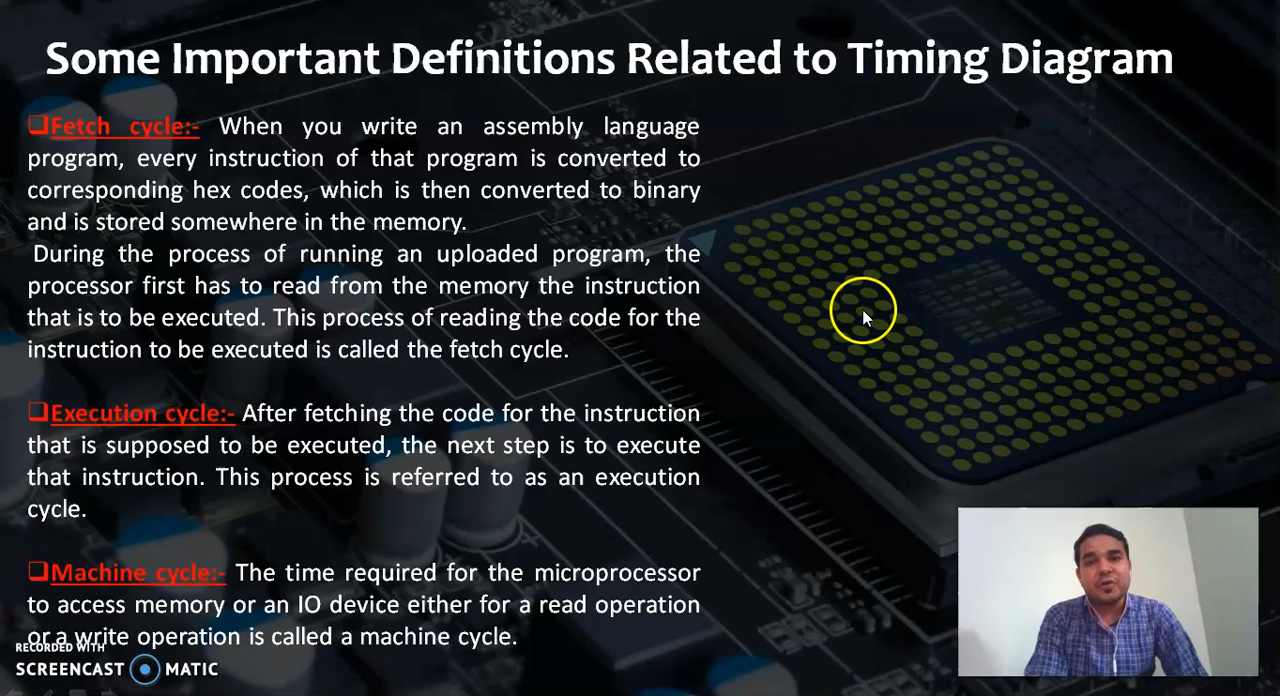 Some Important Definitions Related to Timing Diagram
❑Fetch cycle:- When you write an assembly language
program, every instruction of that program is converted to
corresponding hex codes, which is then converted to binary
and is stored somewhere in the memory.
During the process of running an uploaded program, the
processor first has to read from the memory the instruction
that is to be executed. This process of reading the code for the
instruction to be executed is called the fetch cycle.
❑Execution cycle:- After fetching the code for the instruction
that is supposed to be executed, the next step is to execute
that instruction. This process is referred to as an execution
cycle.
❑Machine cycle:- The time required for the microprocessor
to access memory or an IO device either for a read operation
or a write operation is called a machine cycle.
RECORDED WITH
SCREENCAST MATIC